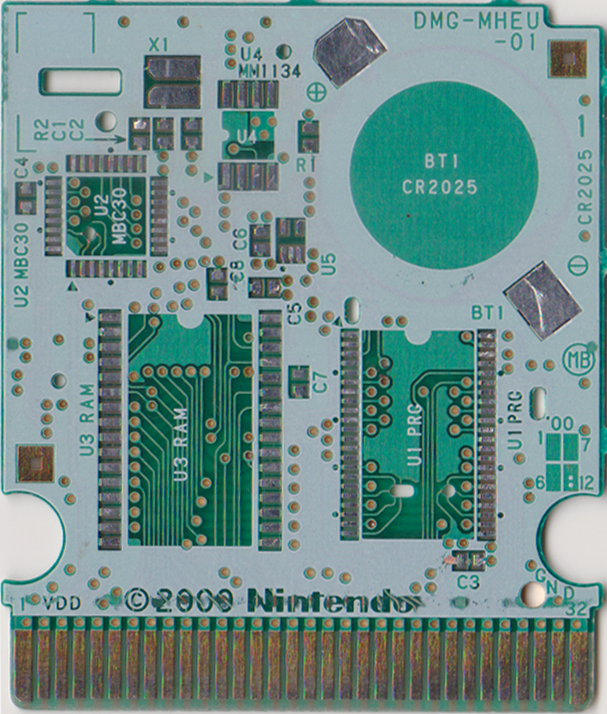 DMG-MHEU
-01
X1
U4
MM1134
+
R2
C1
C2
U4
R1
BT1
CR2025
1
CR2025
C4
U2
MBC30
U2 MBC30
C6
U5
C8
−
C5
BT1
MB
C7
U3 RAM
U3 RAM
U1 PRG
U1 PRG
'00
1
7
6
12
C3
GND
1 VDD
©2000 Nintendo
32